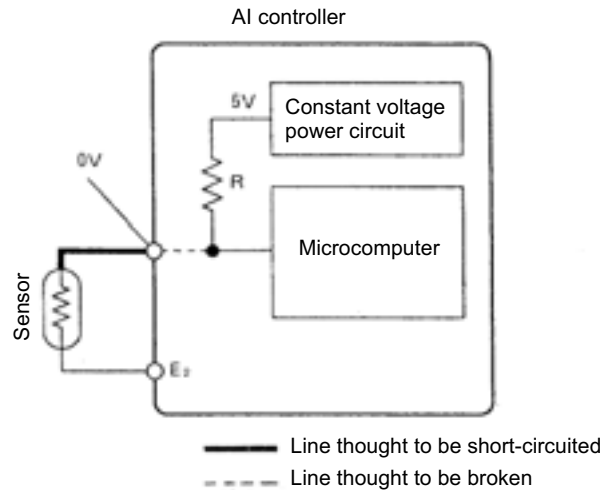 AI controller
5V
Constant voltage
power circuit
0V
R
Microcomputer
Sensor
E₂
Line thought to be short-circuited
Line thought to be broken